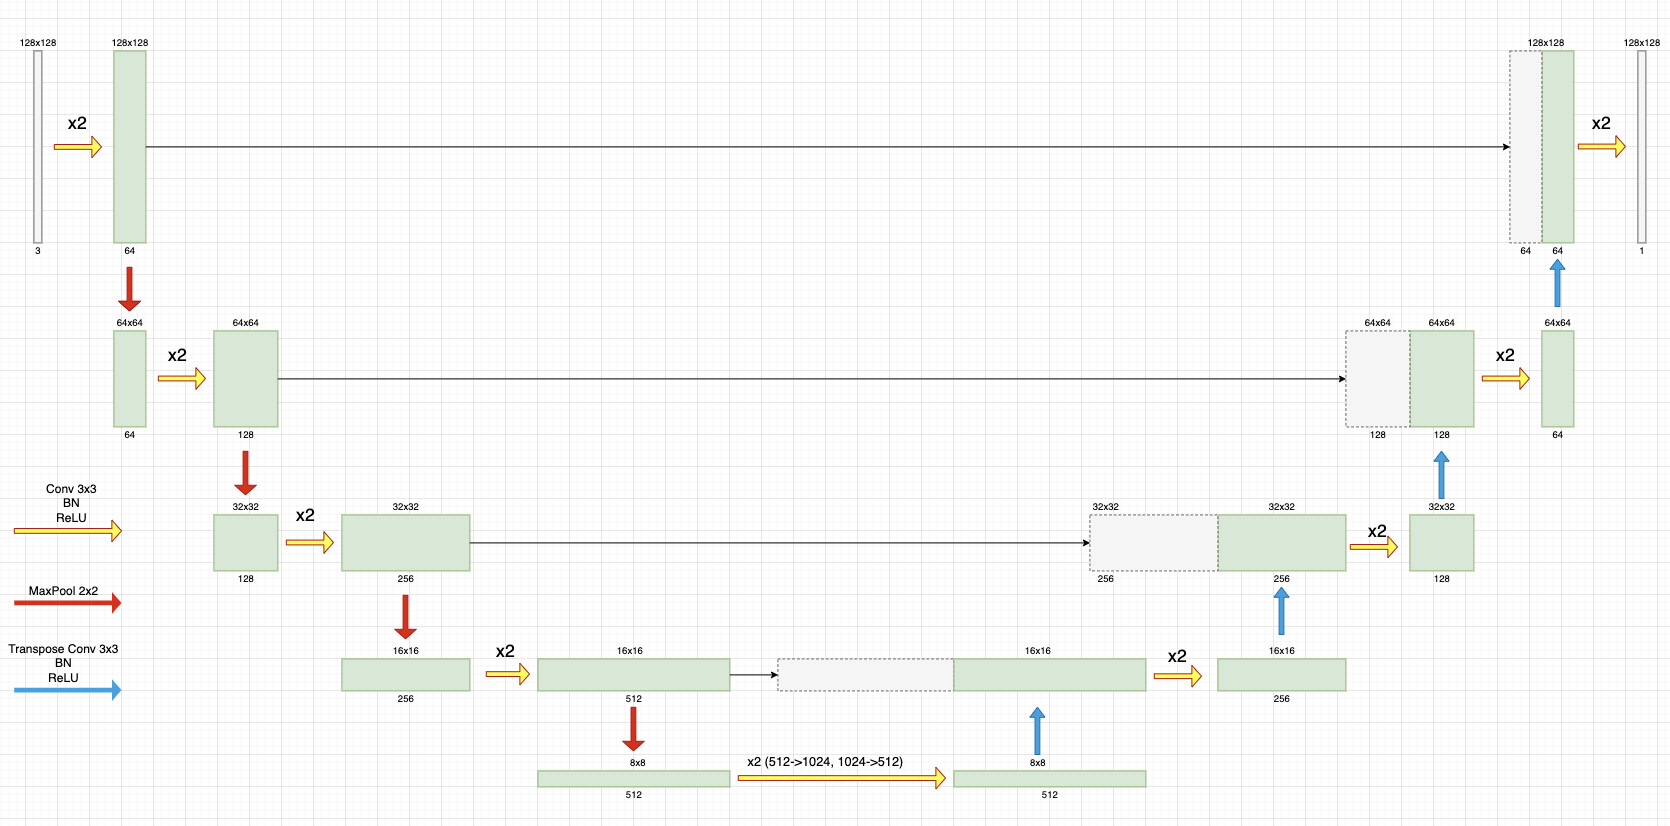 128x128
128x128
128x128
128x128
x2
x2
3
64
64
64
1
64x64
64x64
64x64
64x64
64x64
x2
x2
64
128
128
128
64
Conv 3x3
BN
ReLU
32x32
32x32
32x32
32x32
32x32
x2
x2
128
256
256
256
128
MaxPool 2x2
Transpose Conv 3x3
BN
ReLU
16x16
16x16
16x16
16x16
x2
x2
256
512
256
8x8
x2 (512->1024, 1024->512)
8x8
512
512